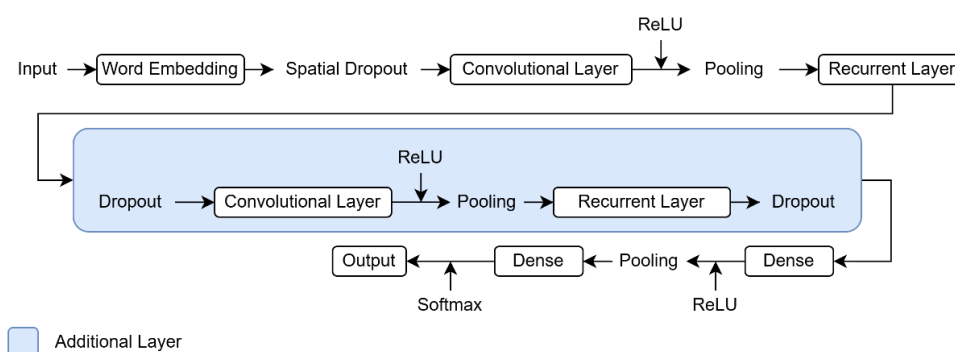 ReLU
Input Word Embedding Spatial Dropout Convolutional Layer Pooling Recurrent Layer
ReLU
Dropout Convolutional Layer Pooling Recurrent Layer Dropout
Output Dense Pooling Dense
Softmax ReLU
Additional Layer